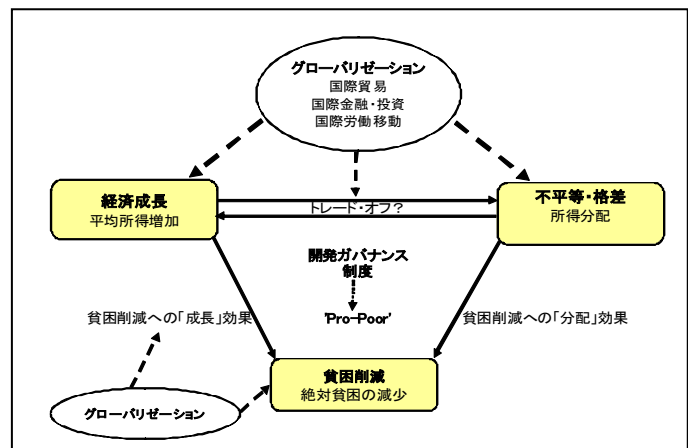 グローバリゼーション
国際貿易
国際金融・投資
国際労働移動
経済成長
平均所得増加
トレード・オフ?
不平等・格差
所得分配
開発ガバナンス
制度
'Pro-Poor'
貧困削減への「成長」効果
貧困削減への「分配」効果
貧困削減
絶対貧困の減少
グローバリゼーション